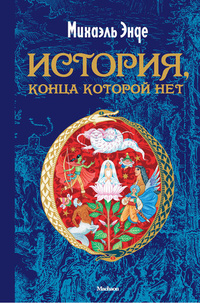 Михаэль Энде
ИСТОРИЯ,
КОНЦА КОТОРОЙ НЕТ
Machaon